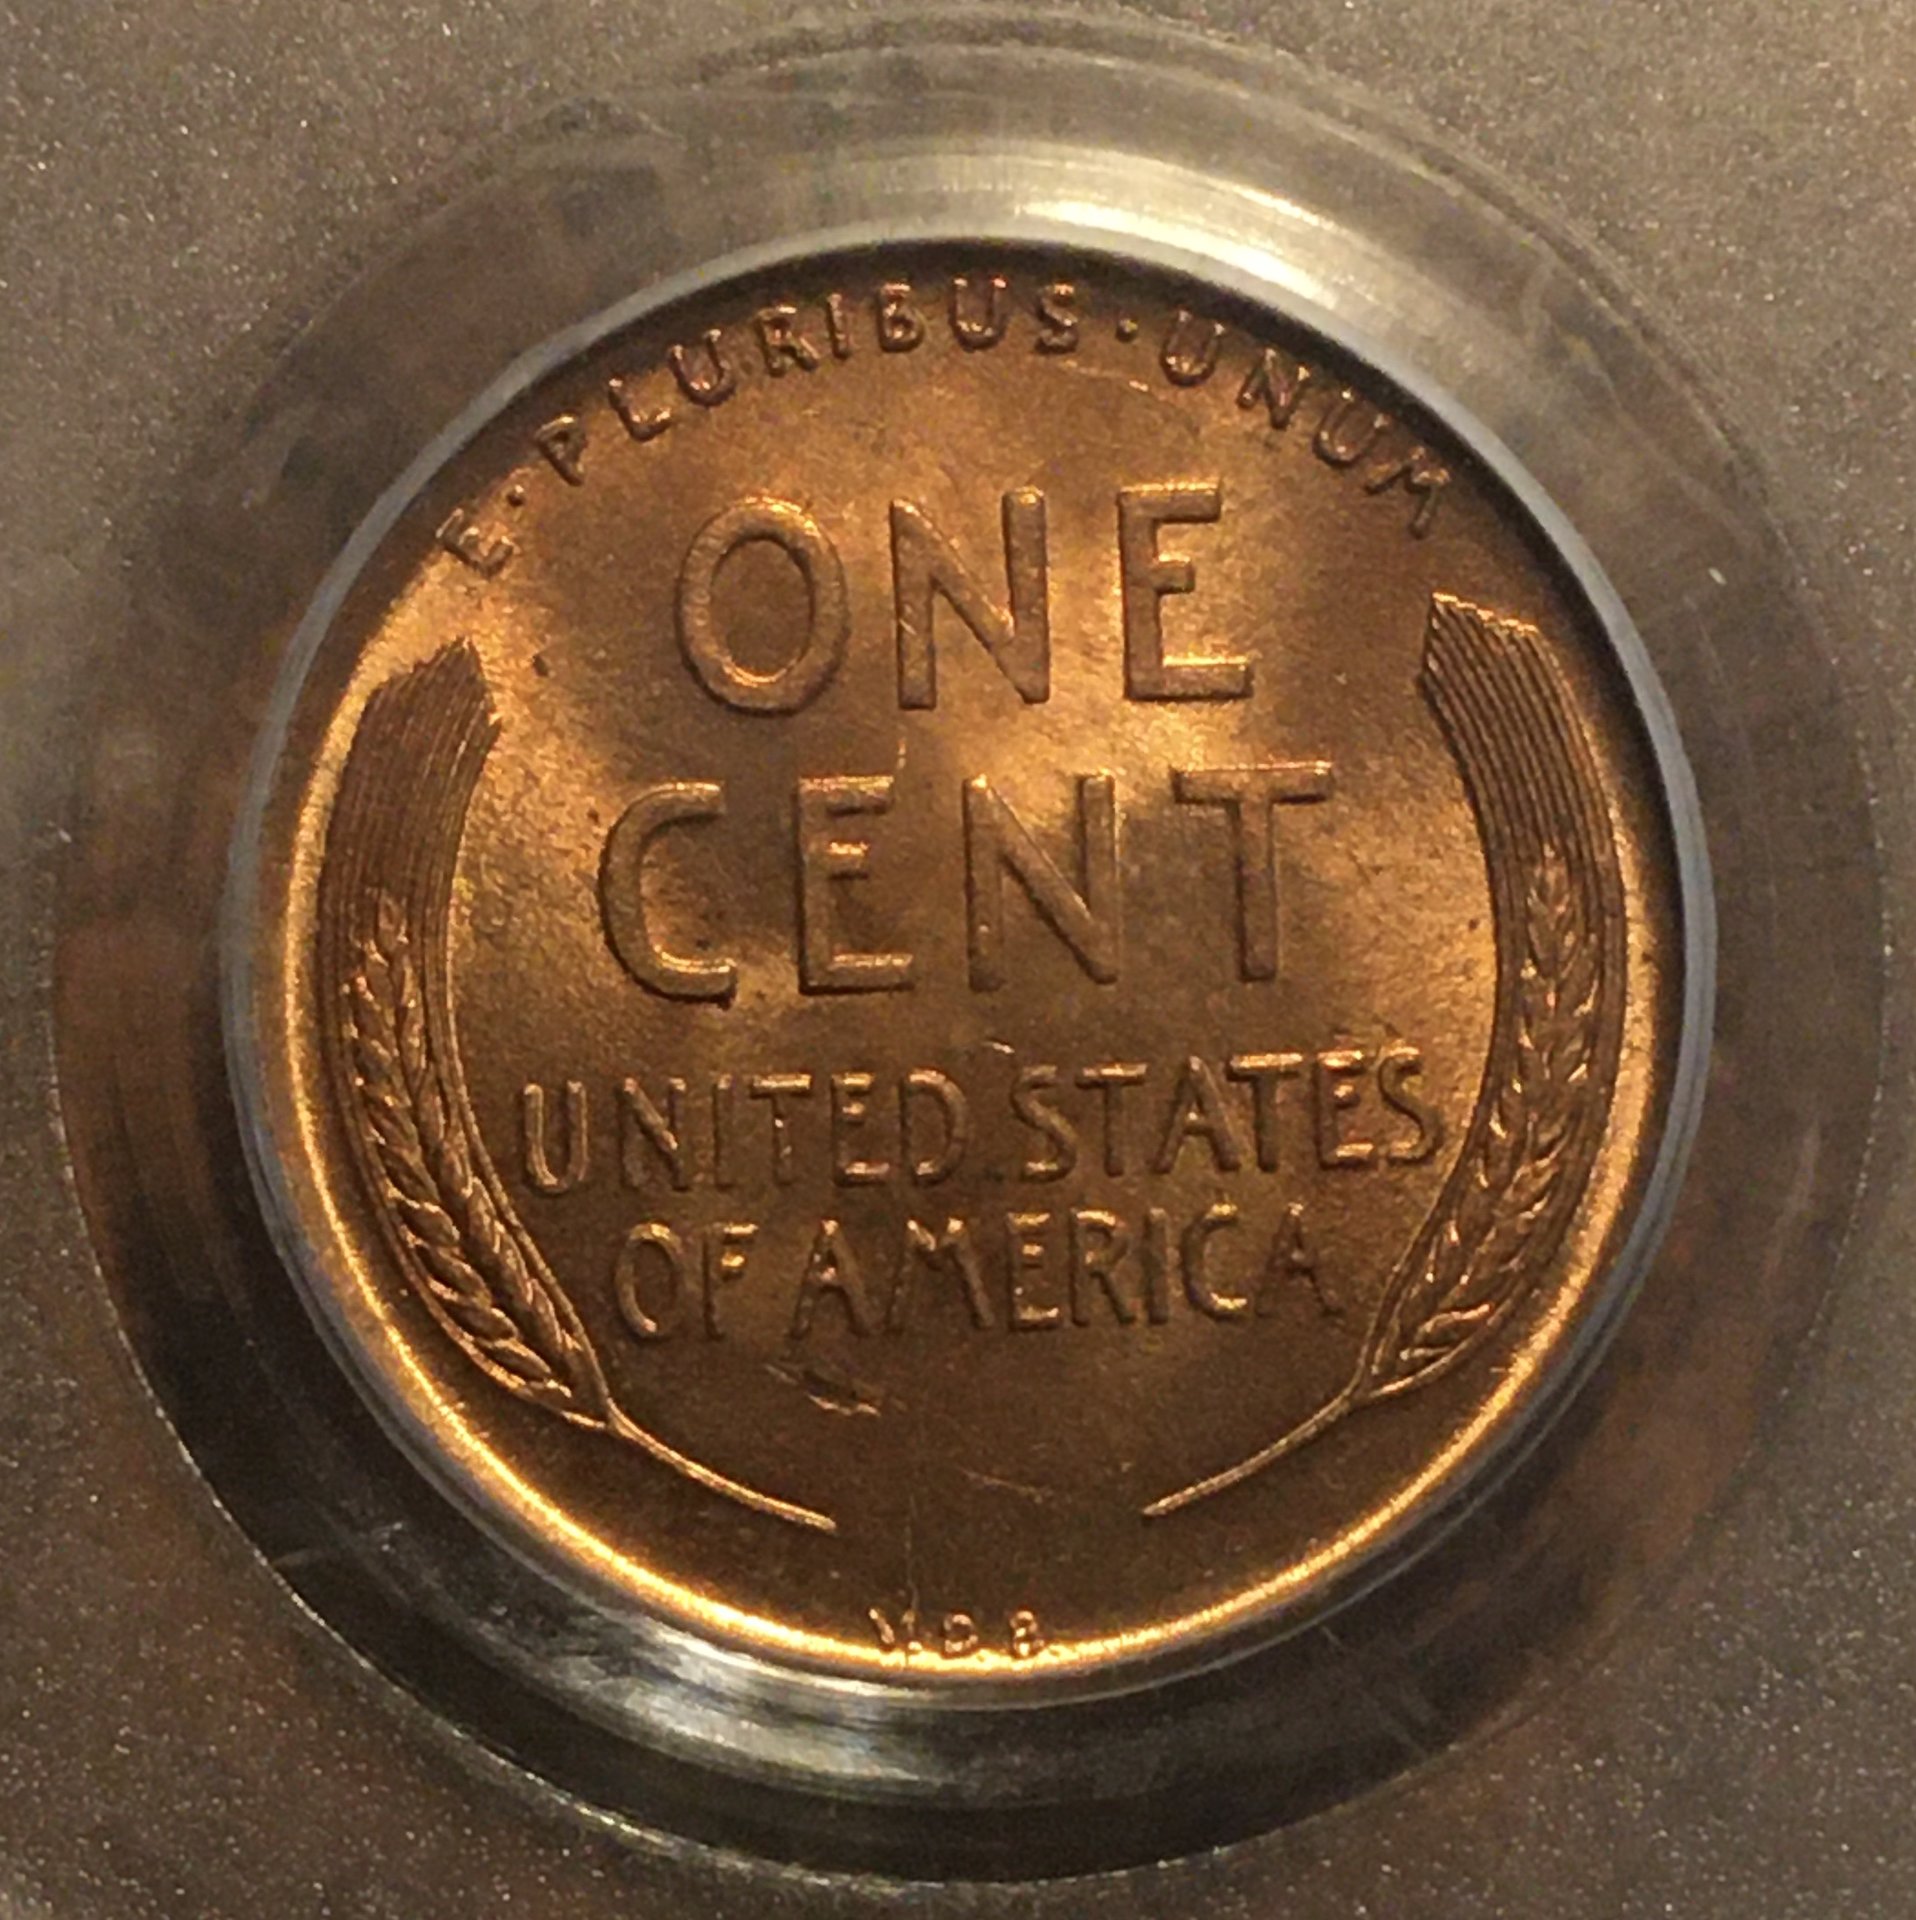 E·PLURIBUS·UNUM
ONE
CENT
UNITED STATES
OF AMERICA
V.D.B.